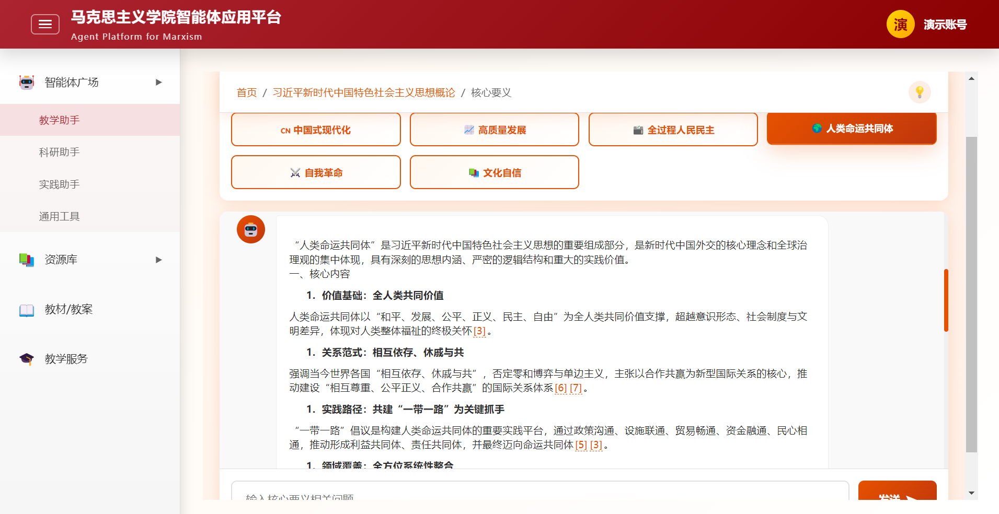 马克思主义学院智能体应用平台
Agent Platform for Marxism
演
演示账号
智能体广场
教学助手
科研助手
实践助手
通用工具
资源库
教材/教案
教学服务
首页 / 习近平新时代中国特色社会主义思想概论 / 核心要义
CN 中国式现代化
高质量发展
全过程人民民主
人类命运共同体
自我革命
文化自信
“人类命运共同体”是习近平新时代中国特色社会主义思想的重要组成部分，是新时代中国外交的核心理念和全球治
理观的集中体现，具有深刻的思想内涵、严密的逻辑结构和重大的实践价值。
一、核心内容
1. 价值基础：全人类共同价值
人类命运共同体以“和平、发展、公平、正义、民主、自由”为全人类共同价值支撑，超越意识形态、社会制度与文
明差异，体现对人类整体福祉的终极关怀[3]。
1. 关系范式：相互依存、休戚与共
强调当今世界各国“相互依存、休戚与共”，否定零和博弈与单边主义，主张以合作共赢为新型国际关系的核心，推
动建设“相互尊重、公平正义、合作共赢”的国际关系体系[6] [7]。
1. 实践路径：共建“一带一路”为关键抓手
“一带一路”倡议是构建人类命运共同体的重要实践平台，通过政策沟通、设施联通、贸易畅通、资金融通、民心相
通，推动形成利益共同体、责任共同体，并最终迈向命运共同体[5] [3]。
1. 领域覆盖：全方位系统性整合
输入核心要义相关问题
发送